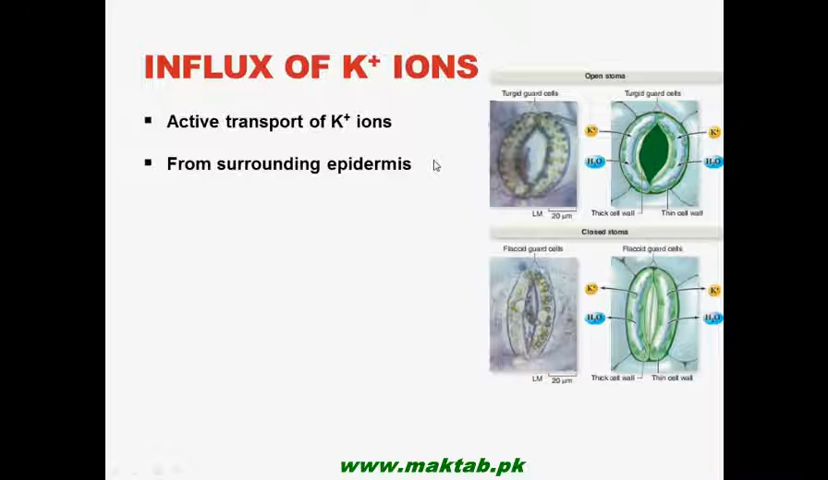 INFLUX OF K⁺ IONS
Active transport of K⁺ ions
From surrounding epidermis
Open stoma
Turgid guard cells
Turgid guard cells
K⁺
K⁺
H₂O
H₂O
LM
20 µm
Thick cell wall
Thin cell wall
Closed stoma
Flaccid guard cells
Flaccid guard cells
K⁺
K⁺
H₂O
H₂O
LM
20 µm
Thick cell wall
Thin cell wall
www.maktab.pk